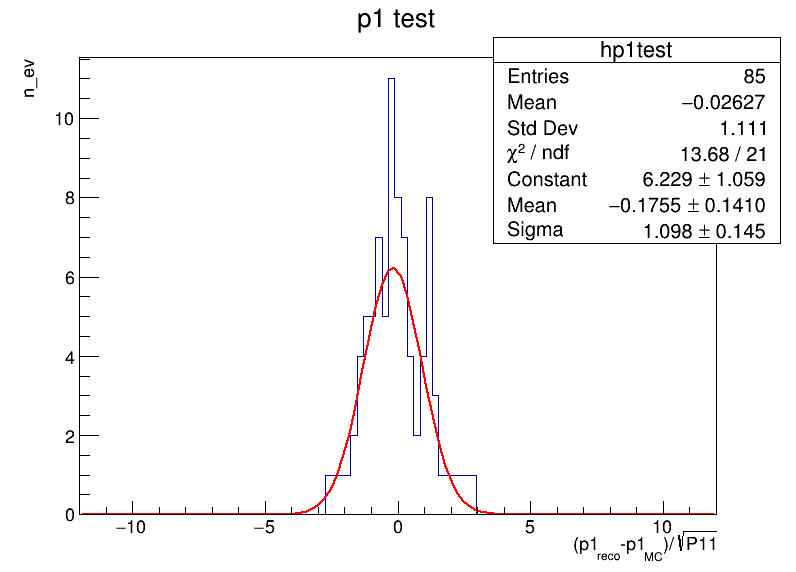 p1 test
hp1test
Entries 85
Mean −0.02627
Std Dev 1.111
χ² / ndf 13.68 / 21
Constant 6.229 ± 1.059
Mean −0.1755 ± 0.1410
Sigma 1.098 ± 0.145
n_ev
10
8
6
4
2
0
−10 −5 0 5 10
(p1reco-p1MC)/√P11